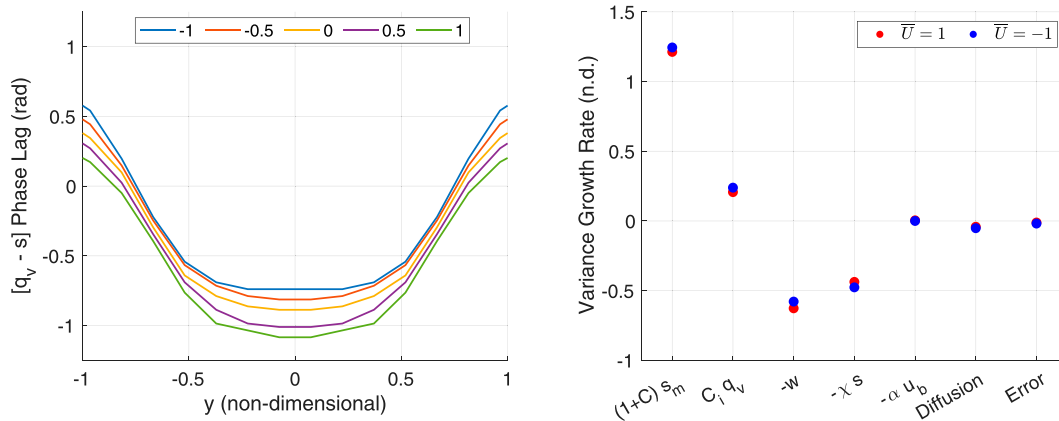 -1 -0.5 0 0.5 1
[q_v - s] Phase Lag (rad)
1
0.5
0
-0.5
-1
-1 -0.5 0 0.5 1
y (non-dimensional)
U̅ = 1 U̅ = −1
Variance Growth Rate (n.d.)
1.5
1
0.5
0
-0.5
-1
(1+C) s_m
C_i q_v
-w
-χ s
-α u_b
Diffusion
Error